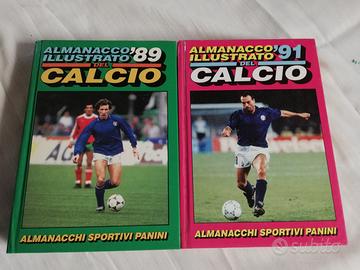 ALMANACCO '89
ILLUSTRATO DEL
CALCIO
ALMANACCHI SPORTIVI PANINI
ALMANACCO '91
ILLUSTRATO DEL
CALCIO
ALMANACCHI SPORTIVI PANINI
subito